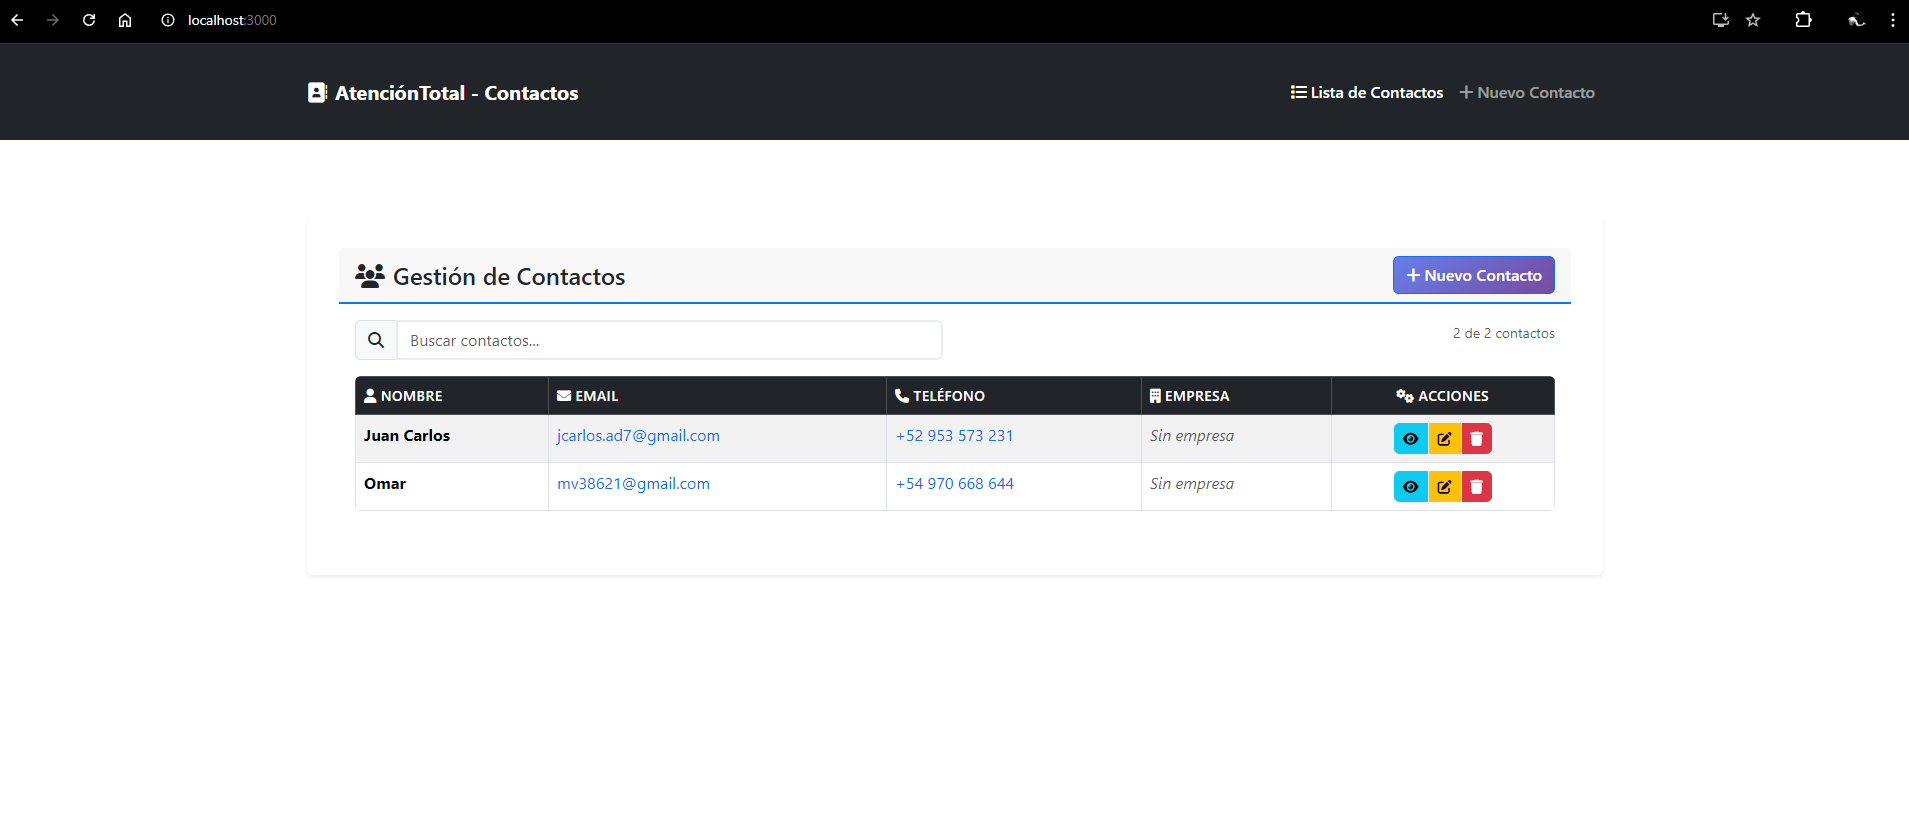 localhost:3000
AtenciónTotal - Contactos
Lista de Contactos
Nuevo Contacto
Gestión de Contactos
Nuevo Contacto
Buscar contactos...
2 de 2 contactos
NOMBRE EMAIL TELÉFONO EMPRESA ACCIONES
Juan Carlos jcarlos.ad7@gmail.com +52 953 573 231 Sin empresa
Omar mv38621@gmail.com +54 970 668 644 Sin empresa